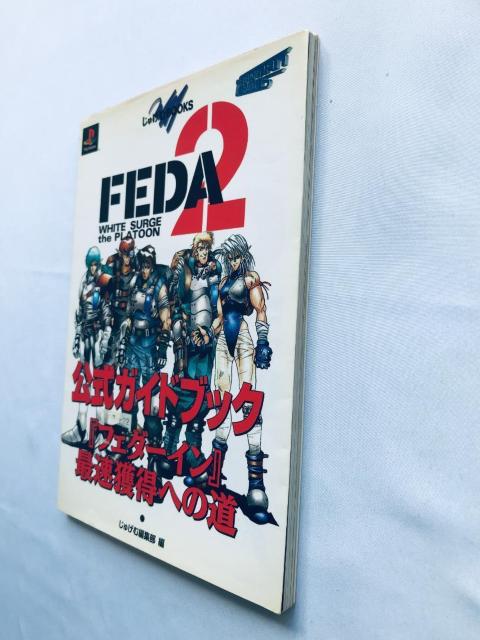 じゅげむBOOKS
FEDA2
WHITE SURGE
the PLATOON
公式ガイドブック
『フェダーイン』
最速獲得への道
じゅげむ編集部 編